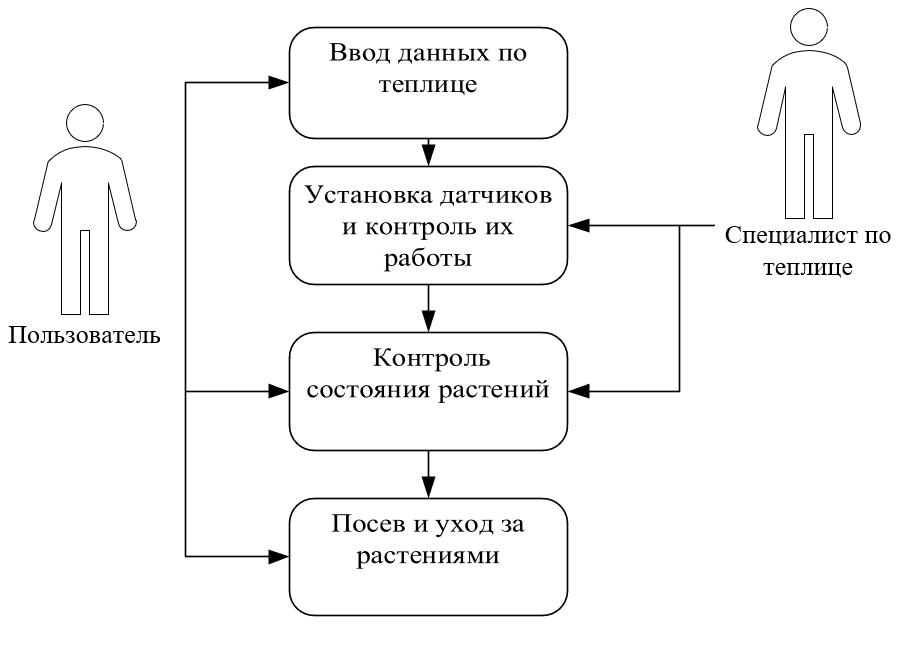 Ввод данных по
теплице
Установка датчиков
и контроль их
работы
Специалист по
теплице
Пользователь
Контроль
состояния растений
Посев и уход за
растениями